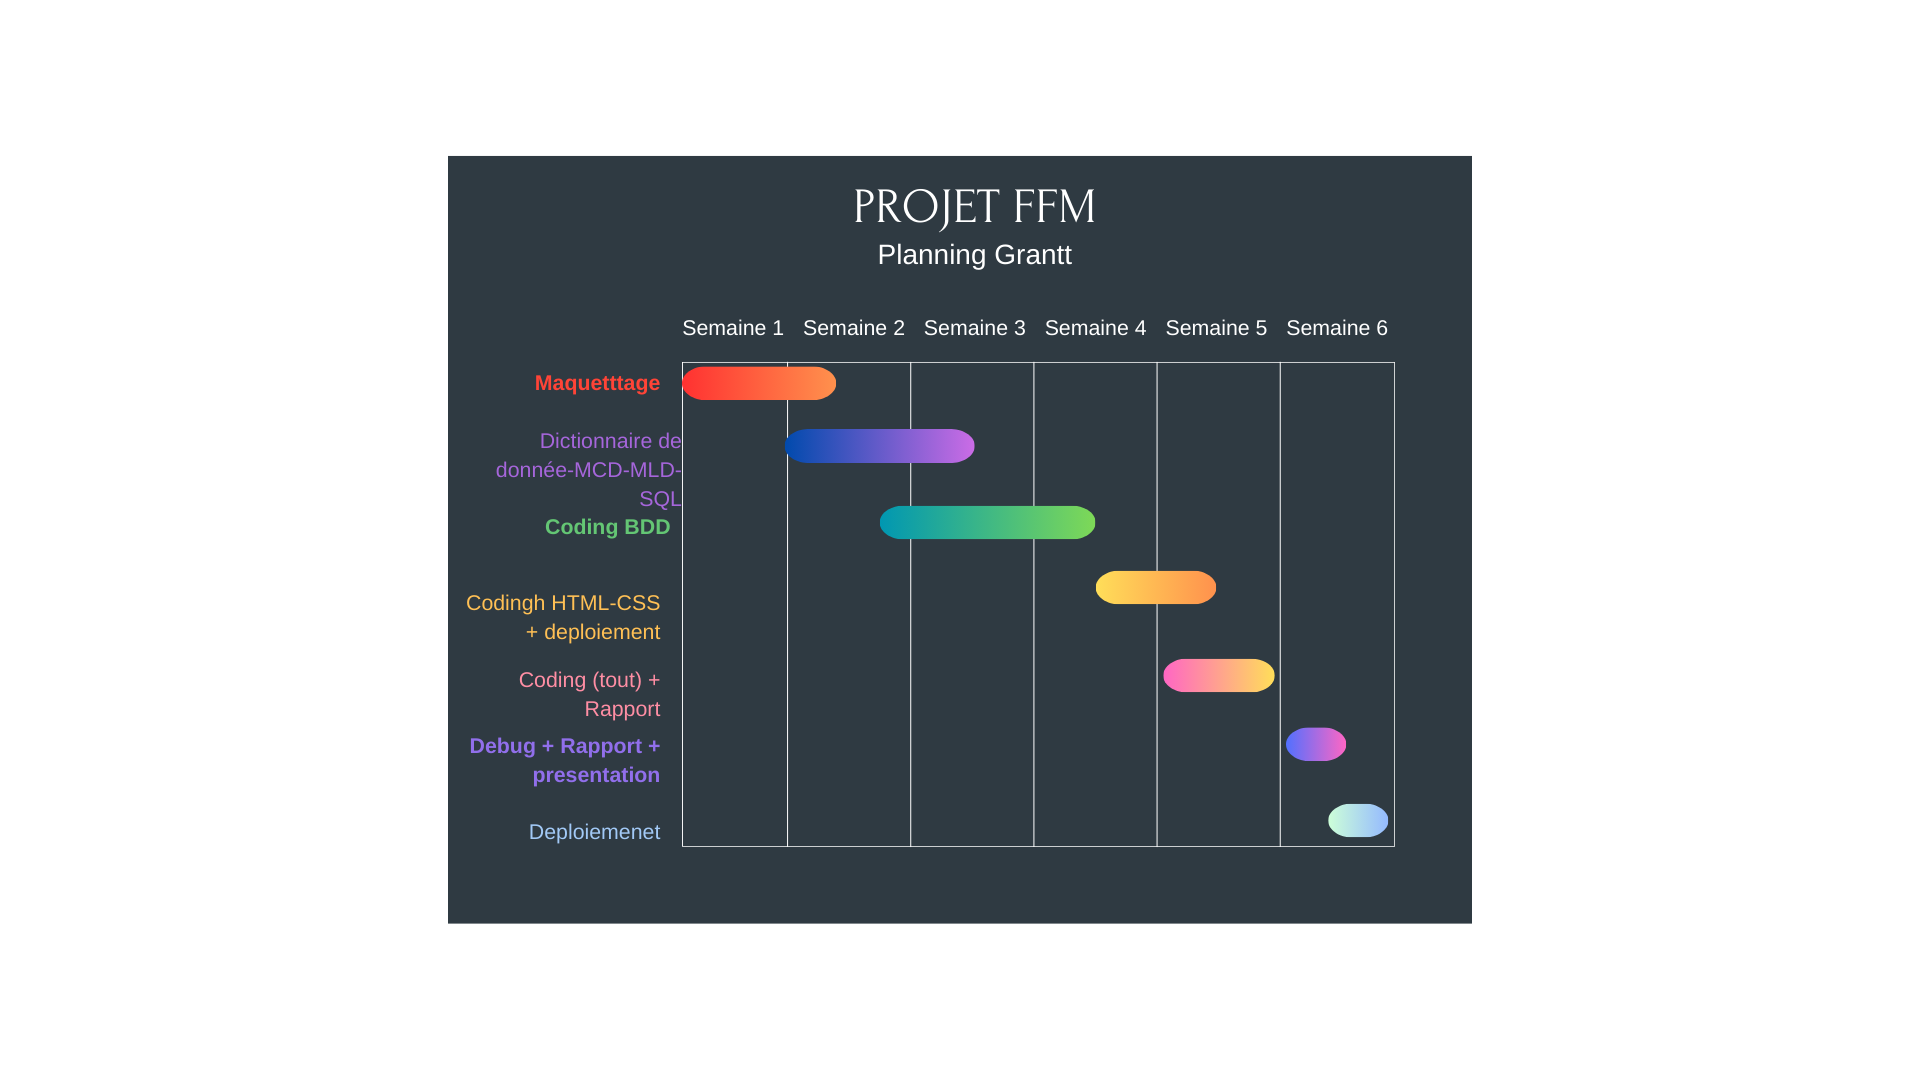 PROJET FFM
Planning Grantt
Semaine 1 Semaine 2 Semaine 3 Semaine 4 Semaine 5 Semaine 6
Maquetttage
Dictionnaire de
donnée-MCD-MLD-
SQL
Coding BDD
Codingh HTML-CSS
+ deploiement
Coding (tout) +
Rapport
Debug + Rapport +
presentation
Deploiemenet